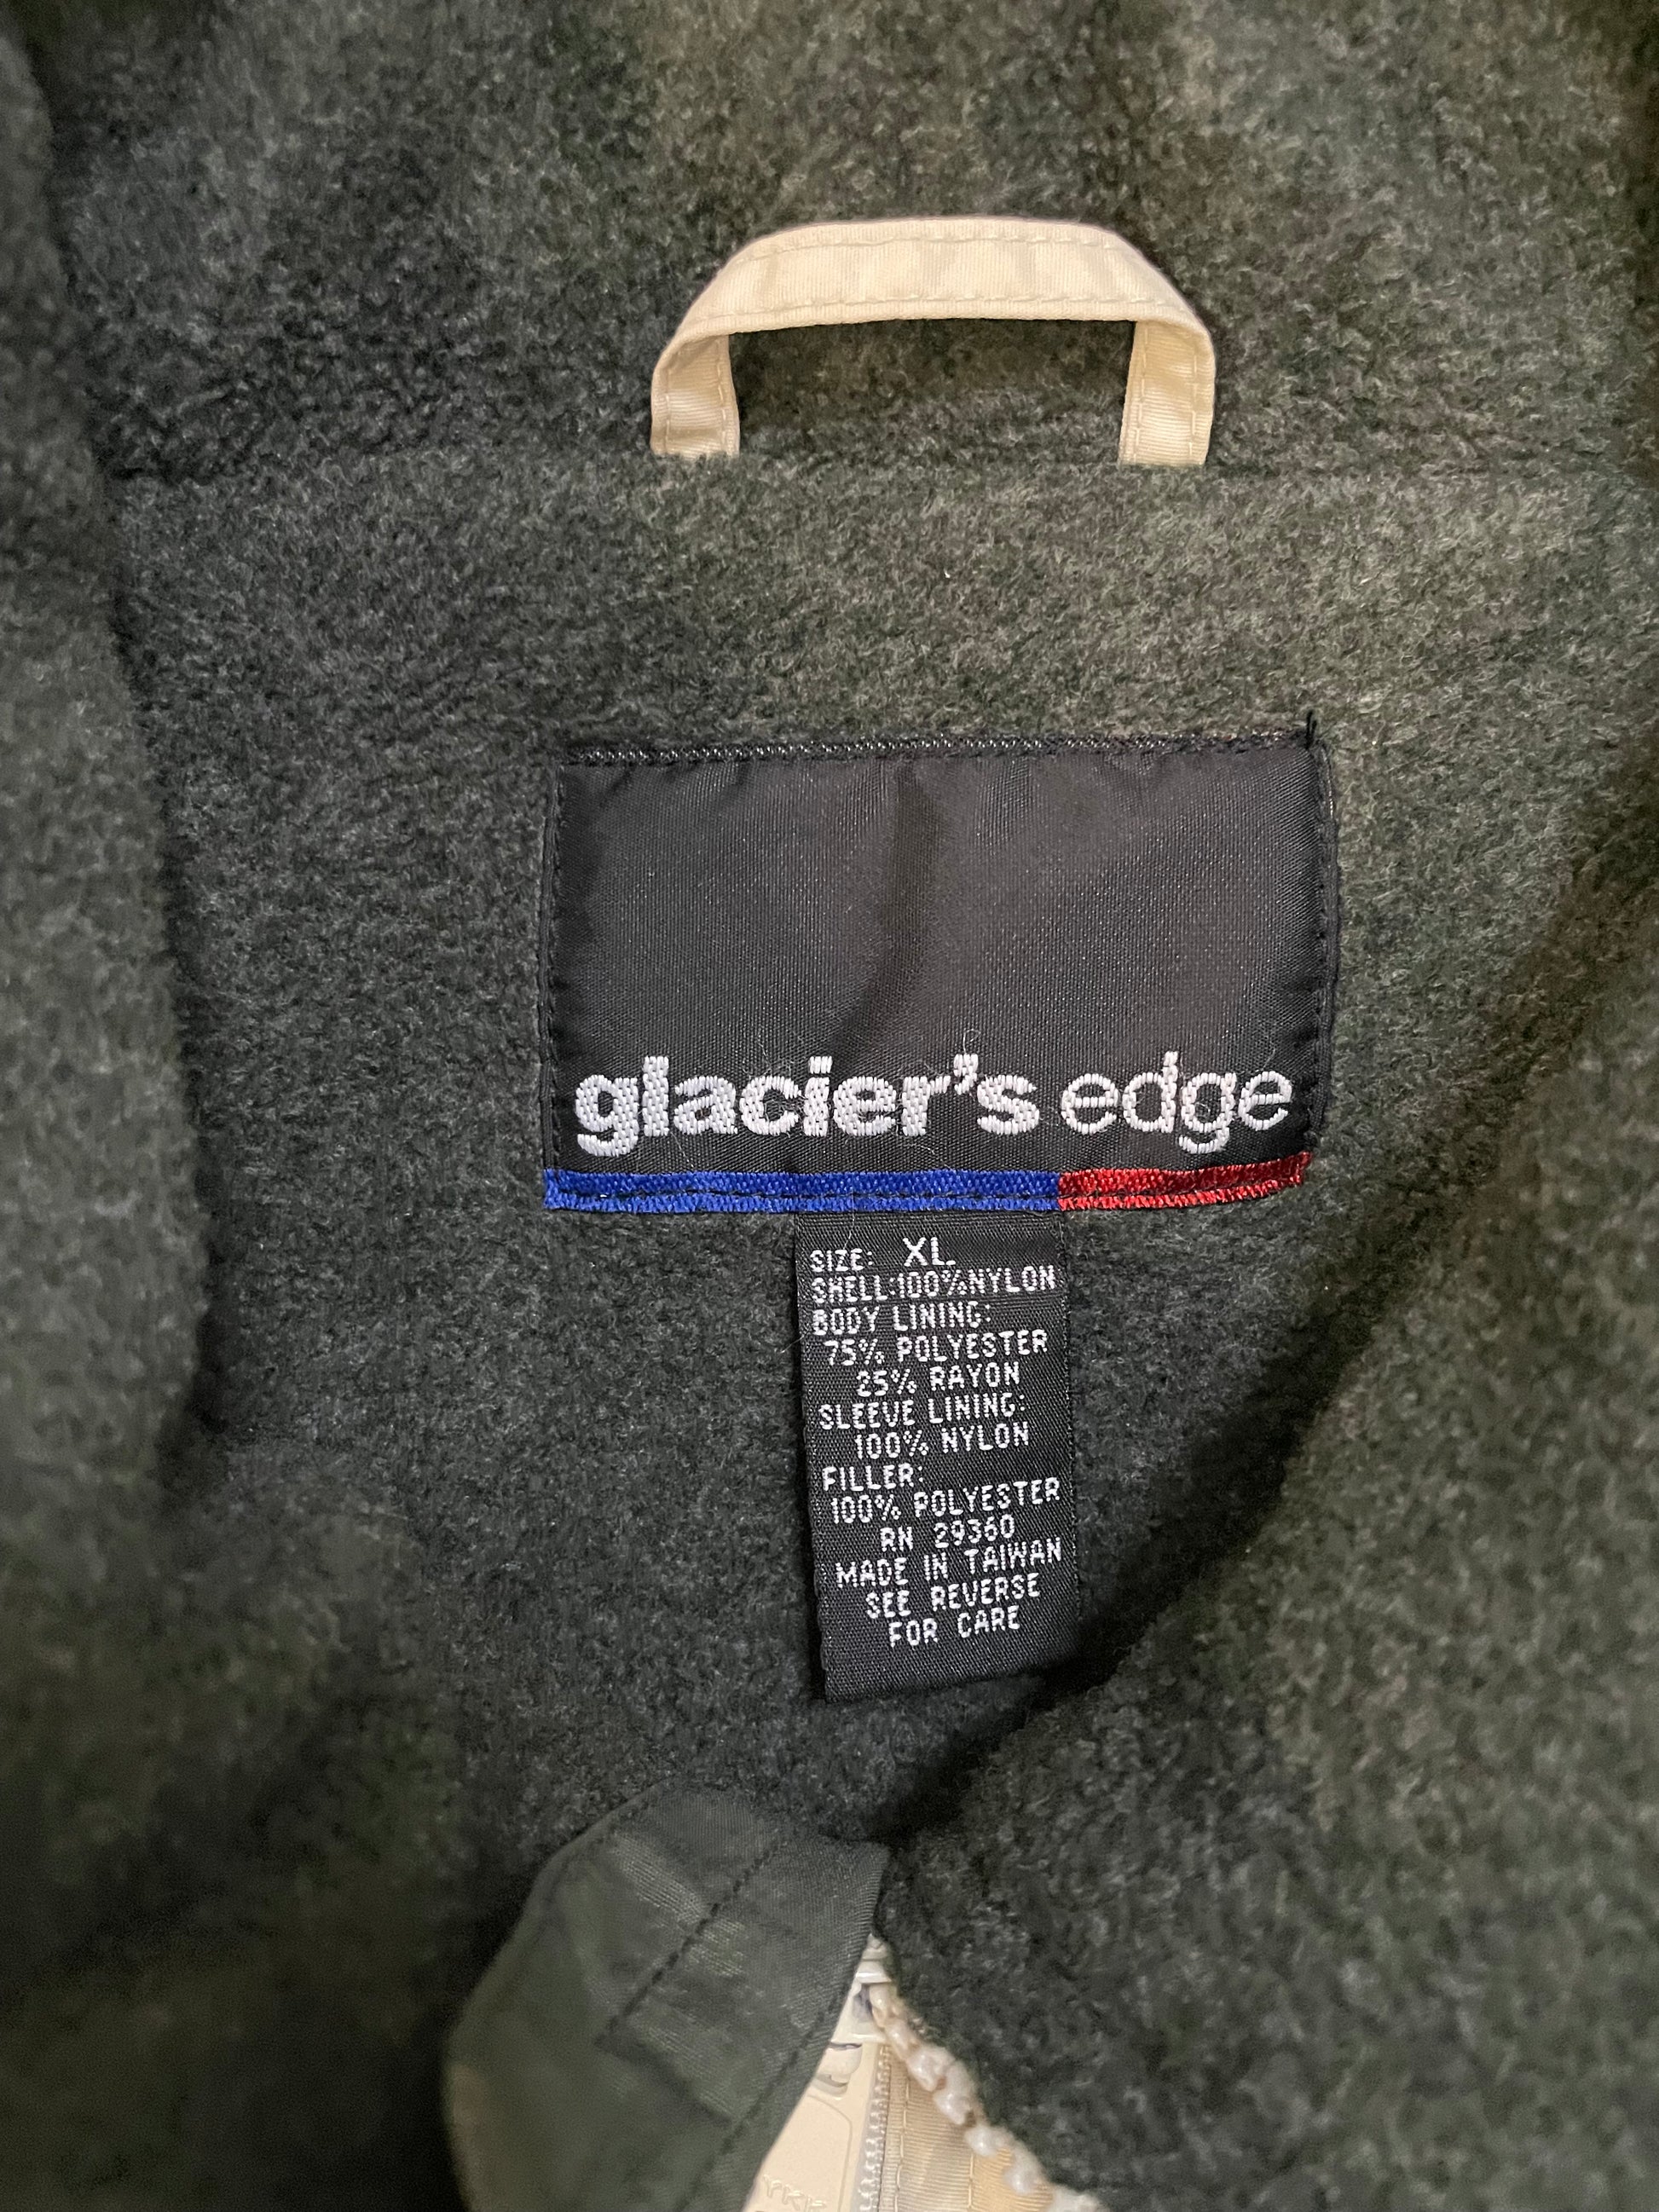 glacier's edge
SIZE: XL
SHELL:100%NYLON
BODY LINING:
75% POLYESTER
25% RAYON
SLEEVE LINING:
100% NYLON
FILLER:
100% POLYESTER
RN 29360
MADE IN TAIWAN
SEE REVERSE
FOR CARE
YKK